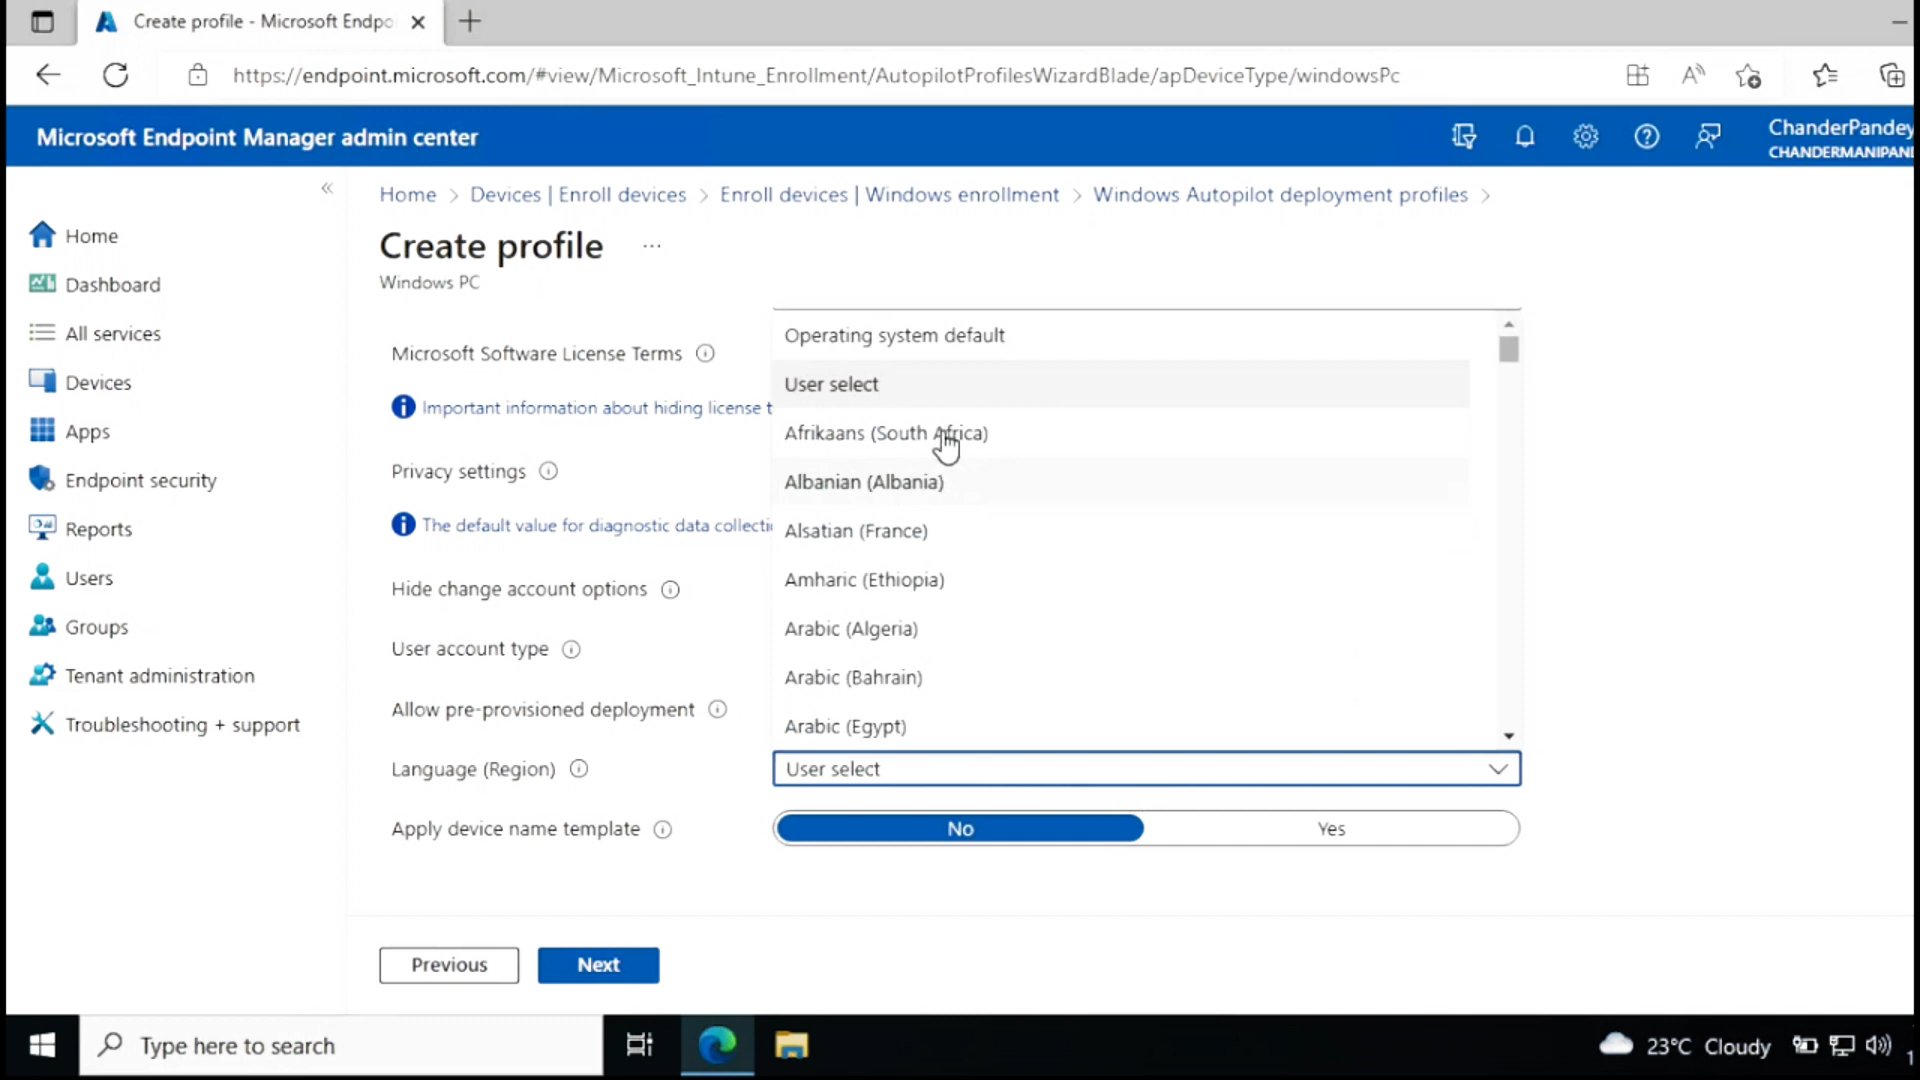 Create profile - Microsoft Endpo
https://endpoint.microsoft.com/#view/Microsoft_Intune_Enrollment/AutopilotProfilesWizardBlade/apDeviceType/windowsPc
Microsoft Endpoint Manager admin center
ChanderPandey
CHANDERMANIPAN
Home > Devices | Enroll devices > Enroll devices | Windows enrollment > Windows Autopilot deployment profiles >
Create profile ...
Windows PC
Home
Dashboard
All services
Devices
Apps
Endpoint security
Reports
Users
Groups
Tenant administration
Troubleshooting + support
Microsoft Software License Terms
Important information about hiding license t
Privacy settings
The default value for diagnostic data collecti
Hide change account options
User account type
Allow pre-provisioned deployment
Operating system default
User select
Afrikaans (South Africa)
Albanian (Albania)
Alsatian (France)
Amharic (Ethiopia)
Arabic (Algeria)
Arabic (Bahrain)
Arabic (Egypt)
Language (Region)
User select
Apply device name template
No Yes
Previous Next
Type here to search
23°C Cloudy